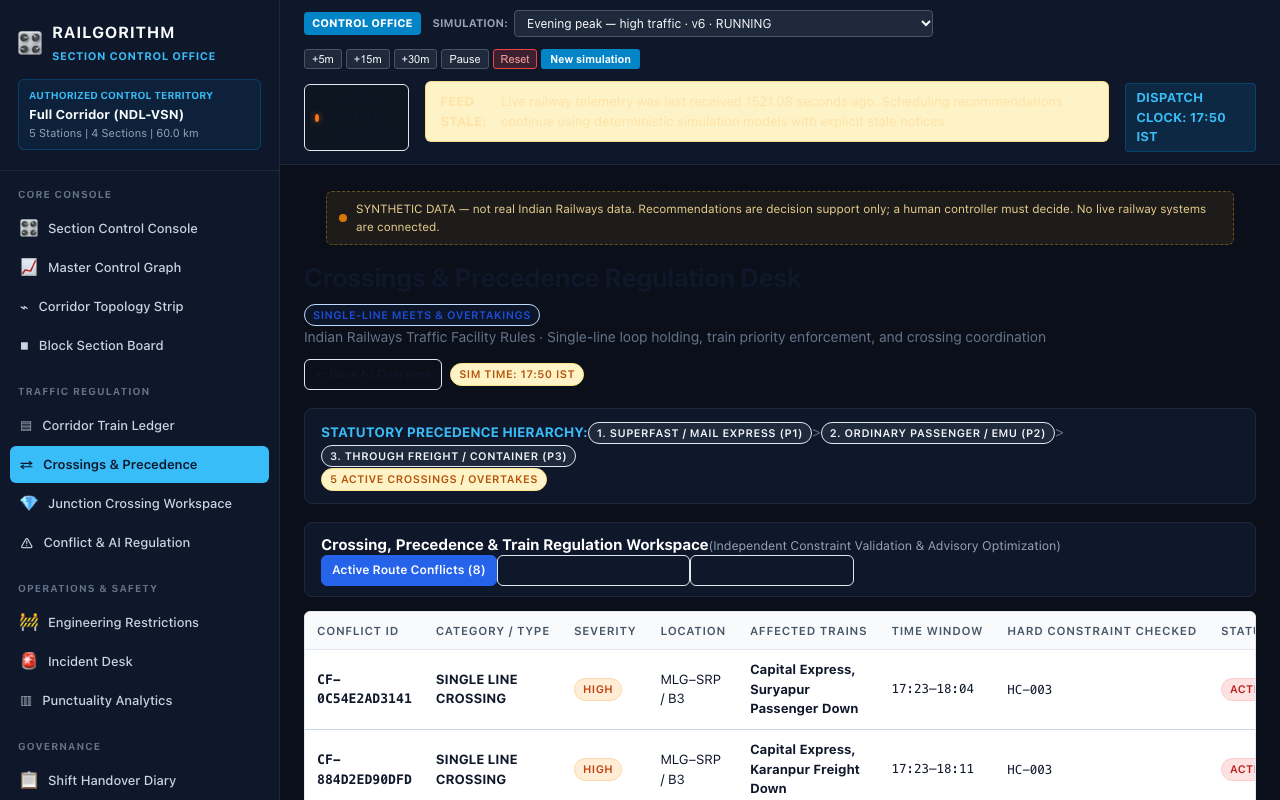 RAILGORITHM
SECTION CONTROL OFFICE
AUTHORIZED CONTROL TERRITORY
Full Corridor (NDL-VSN)
5 Stations | 4 Sections | 60.0 km
CORE CONSOLE
Section Control Console
Master Control Graph
Corridor Topology Strip
Block Section Board
TRAFFIC REGULATION
Corridor Train Ledger
Crossings & Precedence
Junction Crossing Workspace
Conflict & AI Regulation
OPERATIONS & SAFETY
Engineering Restrictions
Incident Desk
Punctuality Analytics
GOVERNANCE
Shift Handover Diary
CONTROL OFFICE
SIMULATION:
Evening peak — high traffic · v6 · RUNNING
+5m
+15m
+30m
Pause
Reset
New simulation
FEED STALE:
Live railway telemetry was last received 1521.08 seconds ago. Scheduling recommendations
continue using deterministic simulation models with explicit stale notices.
DISPATCH
CLOCK: 17:50
IST
SYNTHETIC DATA — not real Indian Railways data. Recommendations are decision support only; a human controller must decide. No live railway systems
are connected.
Crossings & Precedence Regulation Desk
SINGLE-LINE MEETS & OVERTAKINGS
Indian Railways Traffic Facility Rules · Single-line loop holding, train priority enforcement, and crossing coordination
← Back to Overview
SIM TIME: 17:50 IST
STATUTORY PRECEDENCE HIERARCHY: 1. SUPERFAST / MAIL EXPRESS (P1) > 2. ORDINARY PASSENGER / EMU (P2) >
3. THROUGH FREIGHT / CONTAINER (P3)
5 ACTIVE CROSSINGS / OVERTAKES
Crossing, Precedence & Train Regulation Workspace (Independent Constraint Validation & Advisory Optimization)
Active Route Conflicts (8)
CONFLICT ID
CATEGORY / TYPE
SEVERITY
LOCATION
AFFECTED TRAINS
TIME WINDOW
HARD CONSTRAINT CHECKED
CF-
0C54E2AD3141
SINGLE LINE
CROSSING
HIGH
MLG–SRP
/ B3
Capital Express,
Suryapur
Passenger Down
17:23–18:04
HC-003
CF-
884D2ED90DFD
SINGLE LINE
CROSSING
HIGH
MLG–SRP
/ B3
Capital Express,
Karanpur Freight
Down
17:23–18:11
HC-003